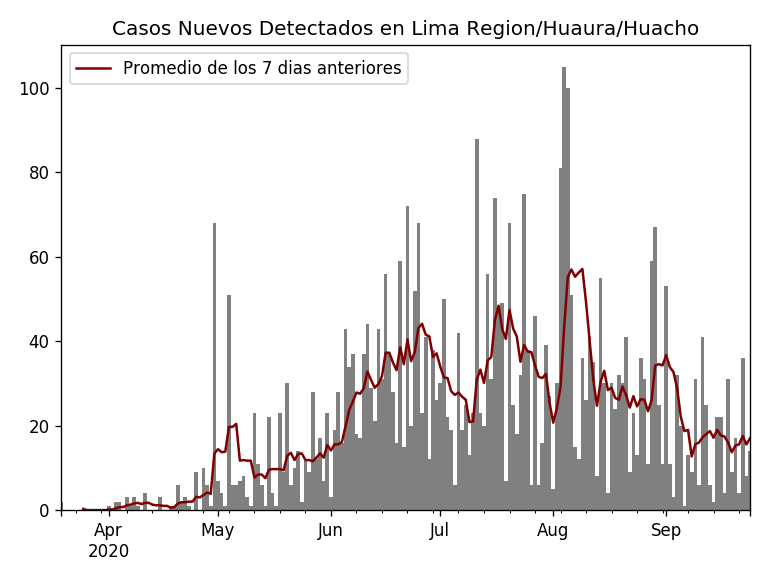 Casos Nuevos Detectados en Lima Region/Huaura/Huacho
Promedio de los 7 dias anteriores
100
80
60
40
20
0
Apr
2020
May
Jun
Jul
Aug
Sep